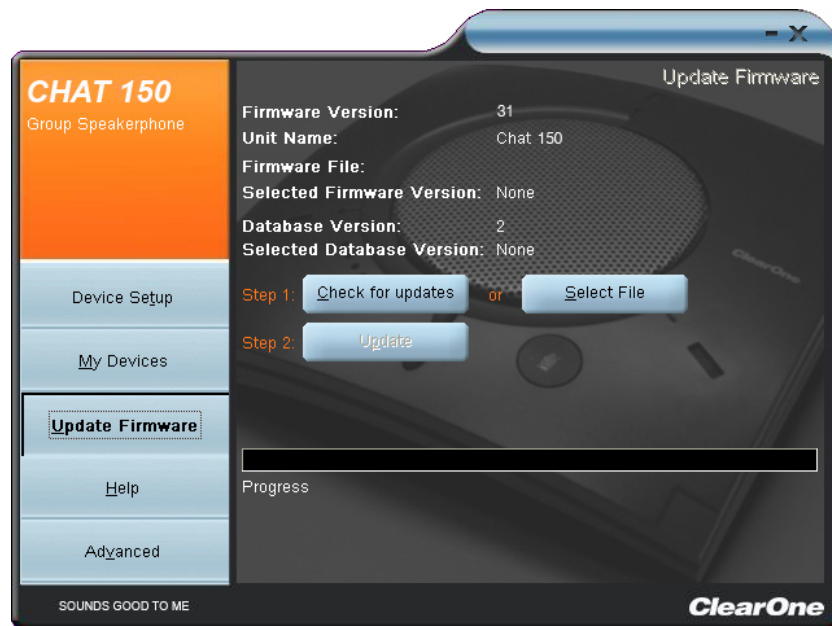 CHAT 150
Group Speakerphone
Update Firmware
Firmware Version: 31
Unit Name: Chat 150
Firmware File:
Selected Firmware Version: None
Database Version: 2
Selected Database Version: None
Step 1: Check for updates or Select File
Step 2: Update
Progress
Device Setup
My Devices
Update Firmware
Help
Advanced
SOUNDS GOOD TO ME
ClearOne
ClearOne